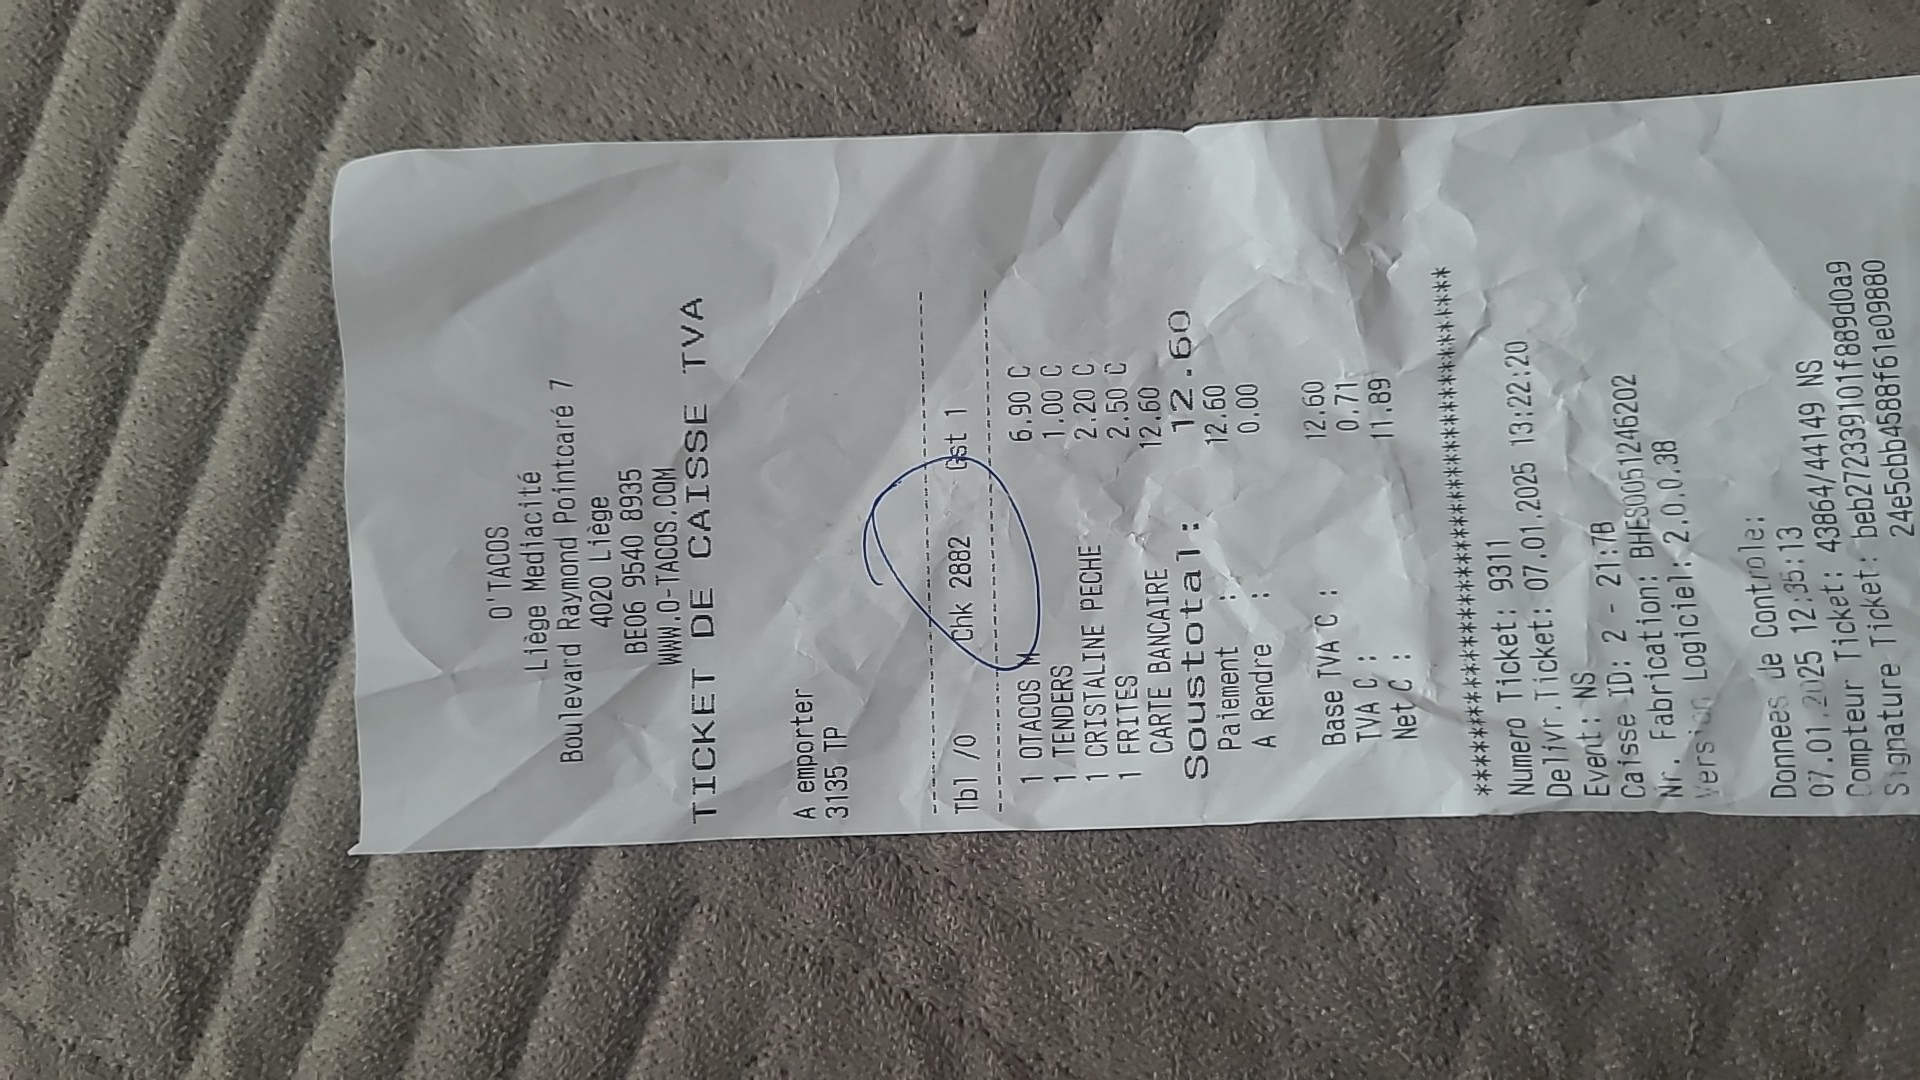 O'TACOS
Liège Mediacité
Boulevard Raymond Pointcaré 7
4020 Liège
BE06 9540 8935
WWW.O-TACOS.COM
TICKET DE CAISSE TVA
A emporter
3135 TP
Tbl /0 Chk 2882 Gst 1
1 OTACOS M 6.90 C
1 TENDERS 1.00 C
1 CRISTALINE PECHE 2.20 C
1 FRITES 2.50 C
CARTE BANCAIRE 12.60
Soustotal: 12.60
Paiement : 12.60
A Rendre : 0.00
Base TVA C : 12.60
TVA C : 0.71
Net C : 11.89
Numero Ticket: 9311
Delivr.Ticket: 07.01.2025 13:22:20
Event: NS
Caisse ID: 2 - 21:7B
Nr. Fabrication: BHES0051246202
Version Logiciel: 2.0.0.38
Donnees de Controle:
07.01.2025 12:35:13
Compteur Ticket: 43864/44149 NS
Signature Ticket: beb272339101f889d0a9
24e5cbb4588f61e09880